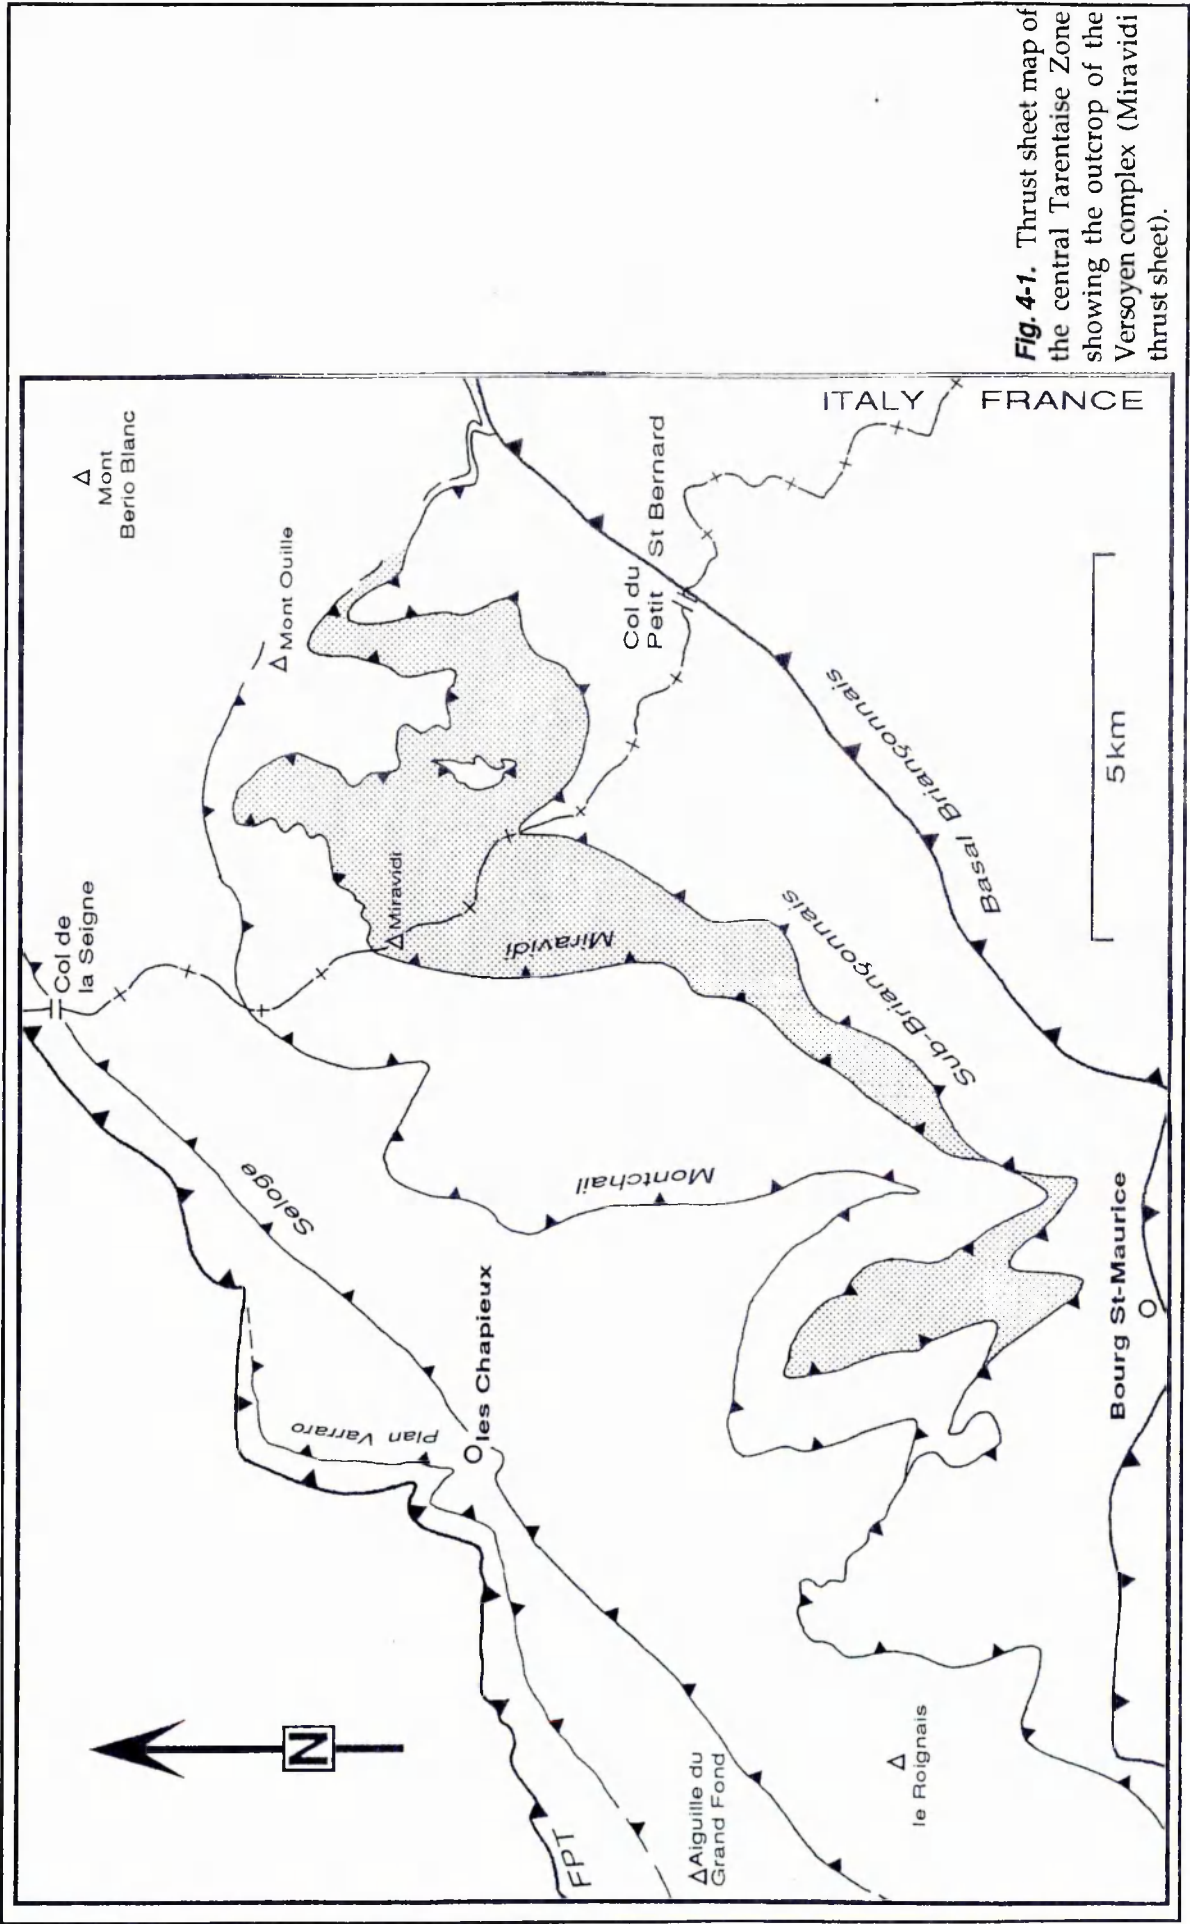 Col de
la Seigne
Mont
Berio Blanc
Mont Ouille
Miravidi
Miravidi
Seloge
Plan Varraro
les Chapieux
Montchail
Col du
Petit St Bernard
ITALY
FRANCE
Sub-Briançonnais
Basal Briançonnais
N
FPT
Aiguille du
Grand Fond
le Roignais
Bourg St-Maurice
5km
Fig. 4-1. Thrust sheet map of
the central Tarentaise Zone
showing the outcrop of the
Versoyen complex (Miravidi
thrust sheet).